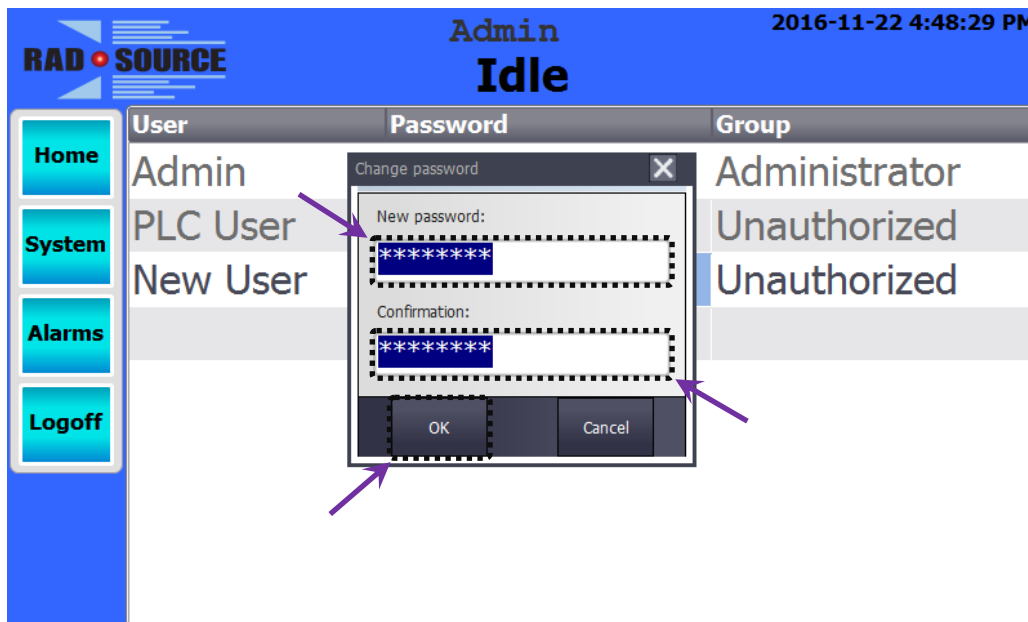 Admin
2016-11-22 4:48:29 PM
RAD SOURCE
Idle
User Password Group
Home
Admin Administrator
Change password
PLC User Unauthorized
New password:
System
********
New User Unauthorized
Confirmation:
Alarms
********
Logoff
OK Cancel